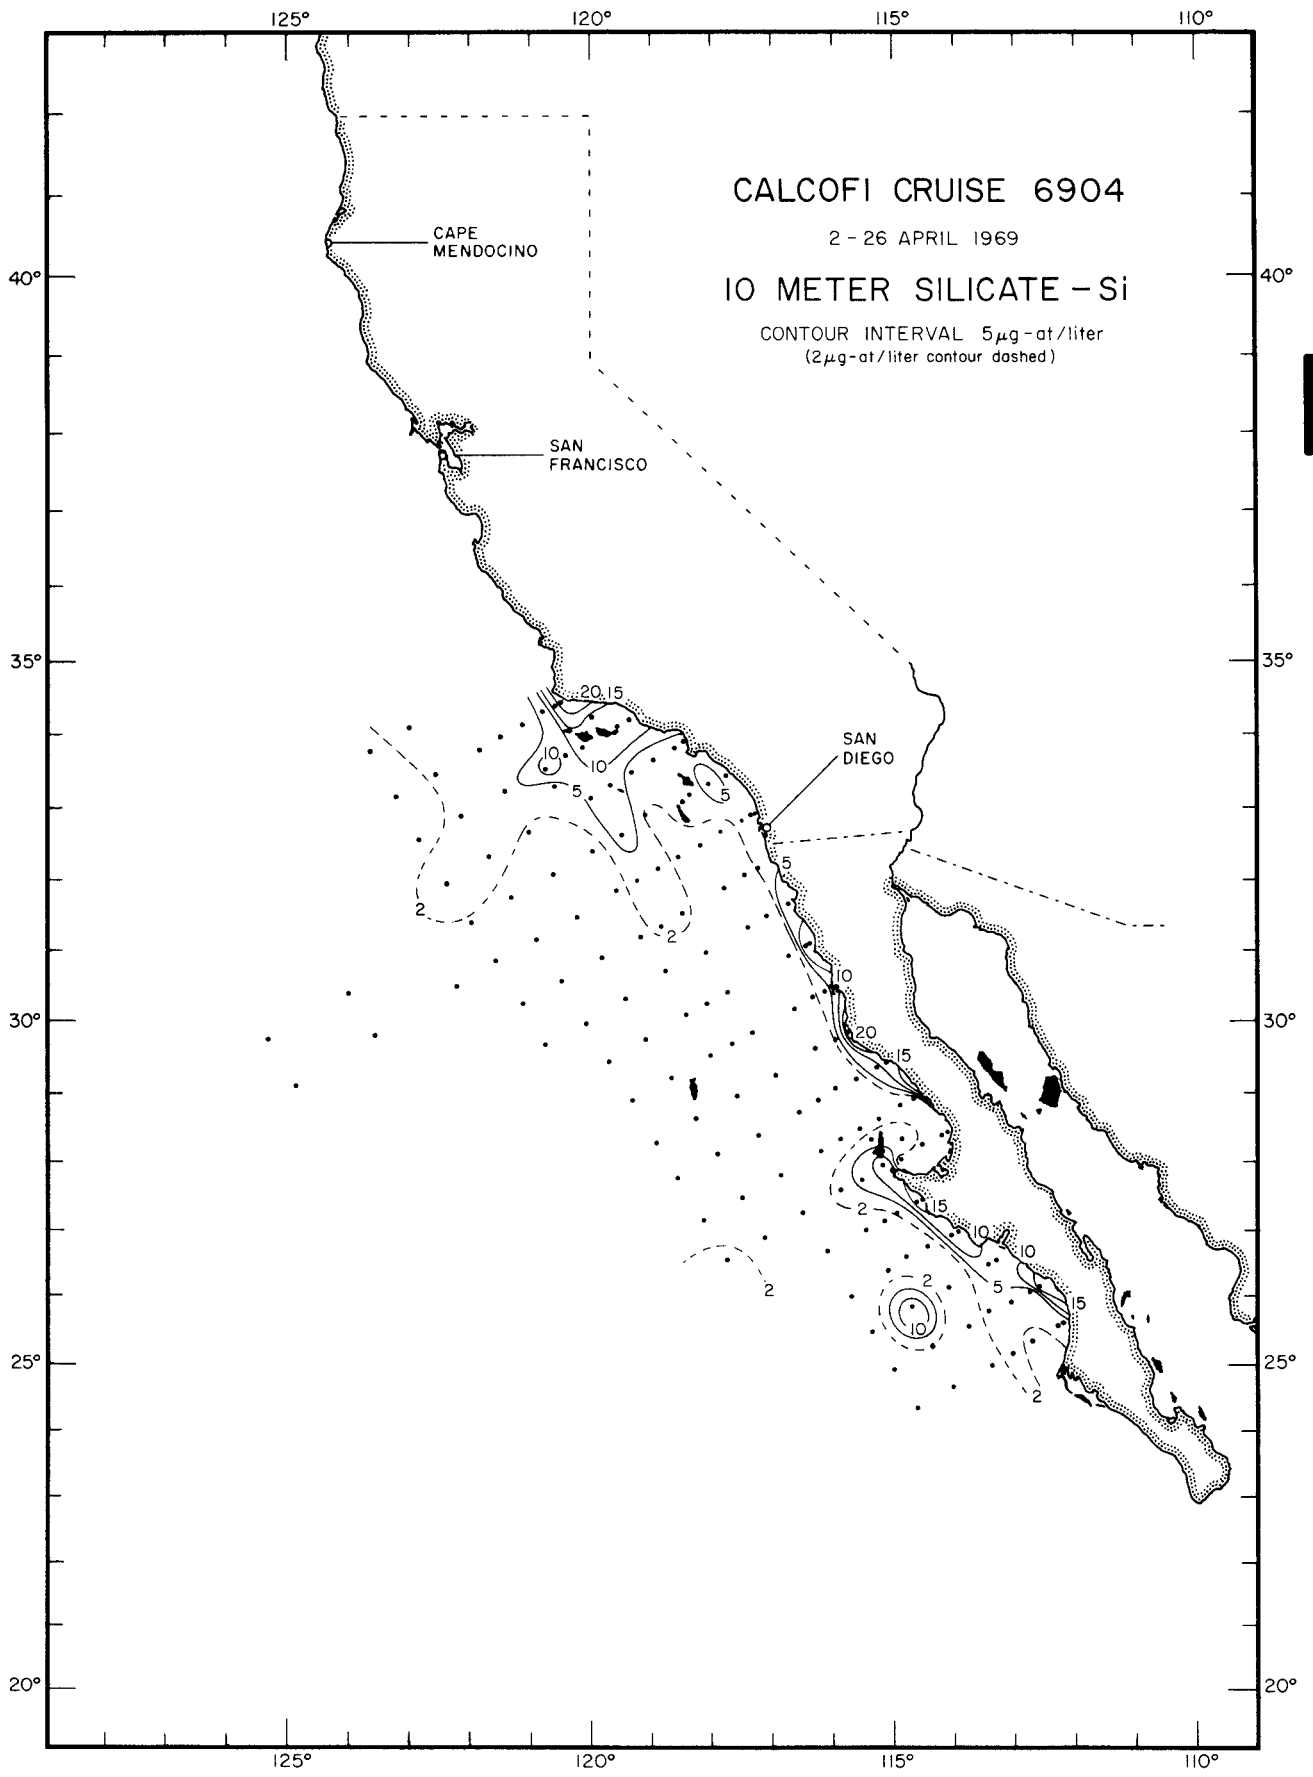 125° 120° 115° 110°
CALCOFI CRUISE 6904
2-26 APRIL 1969
10 METER SILICATE-Si
CONTOUR INTERVAL 5µg-at/liter
(2µg-at/liter contour dashed)
CAPE
MENDOCINO
40° 40°
SAN
FRANCISCO
35° 35°
20 15
SAN
DIEGO
10
10
5
5
5
2
2
10
30° 30°
20
15
15
2
10
10
2
5
2
15
10
25° 25°
2
20° 20°
125° 120° 115° 110°